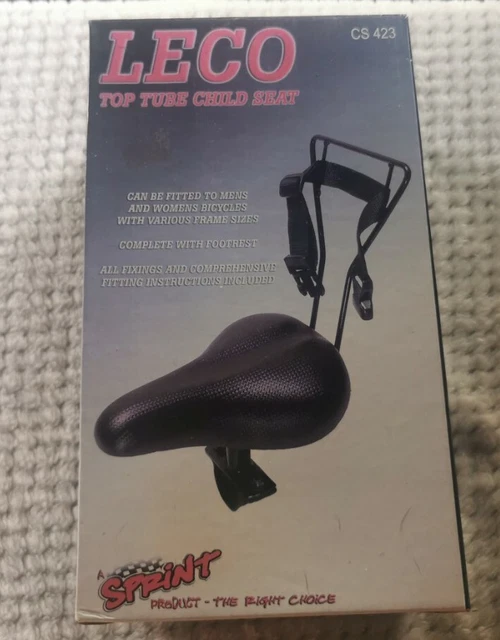 LECO
CS 423
TOP TUBE CHILD SEAT
CAN BE FITTED TO MENS
AND WOMENS BICYCLES
WITH VARIOUS FRAME SIZES
COMPLETE WITH FOOTREST
ALL FIXINGS AND COMPREHENSIVE
FITTING INSTRUCTIONS INCLUDED
A
SPRINT
PRODUCT - THE RIGHT CHOICE